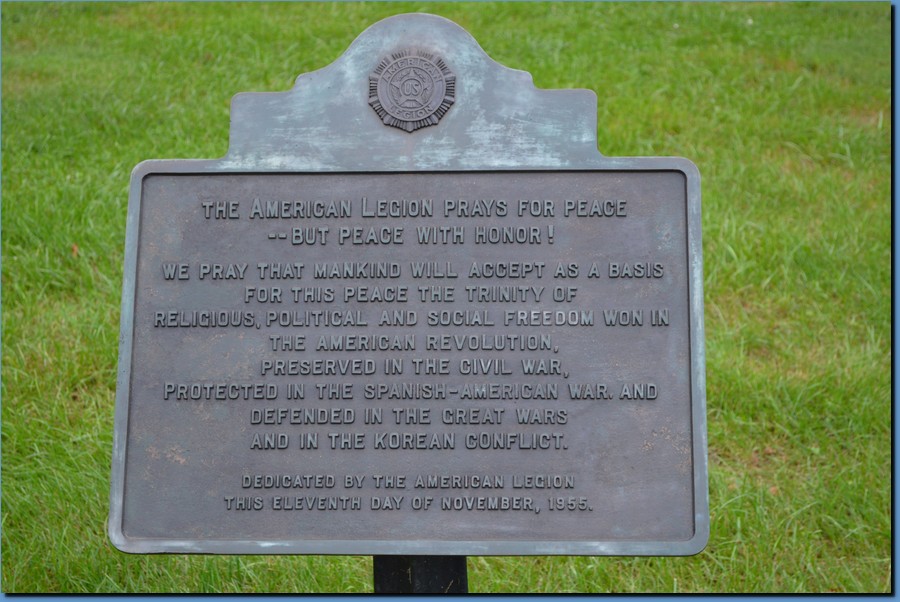 AMERICAN
US
LEGION
THE AMERICAN LEGION PRAYS FOR PEACE
--BUT PEACE WITH HONOR!
WE PRAY THAT MANKIND WILL ACCEPT AS A BASIS
FOR THIS PEACE THE TRINITY OF
RELIGIOUS, POLITICAL AND SOCIAL FREEDOM WON IN
THE AMERICAN REVOLUTION,
PRESERVED IN THE CIVIL WAR,
PROTECTED IN THE SPANISH-AMERICAN WAR, AND
DEFENDED IN THE GREAT WARS
AND IN THE KOREAN CONFLICT.
DEDICATED BY THE AMERICAN LEGION
THIS ELEVENTH DAY OF NOVEMBER, 1955.